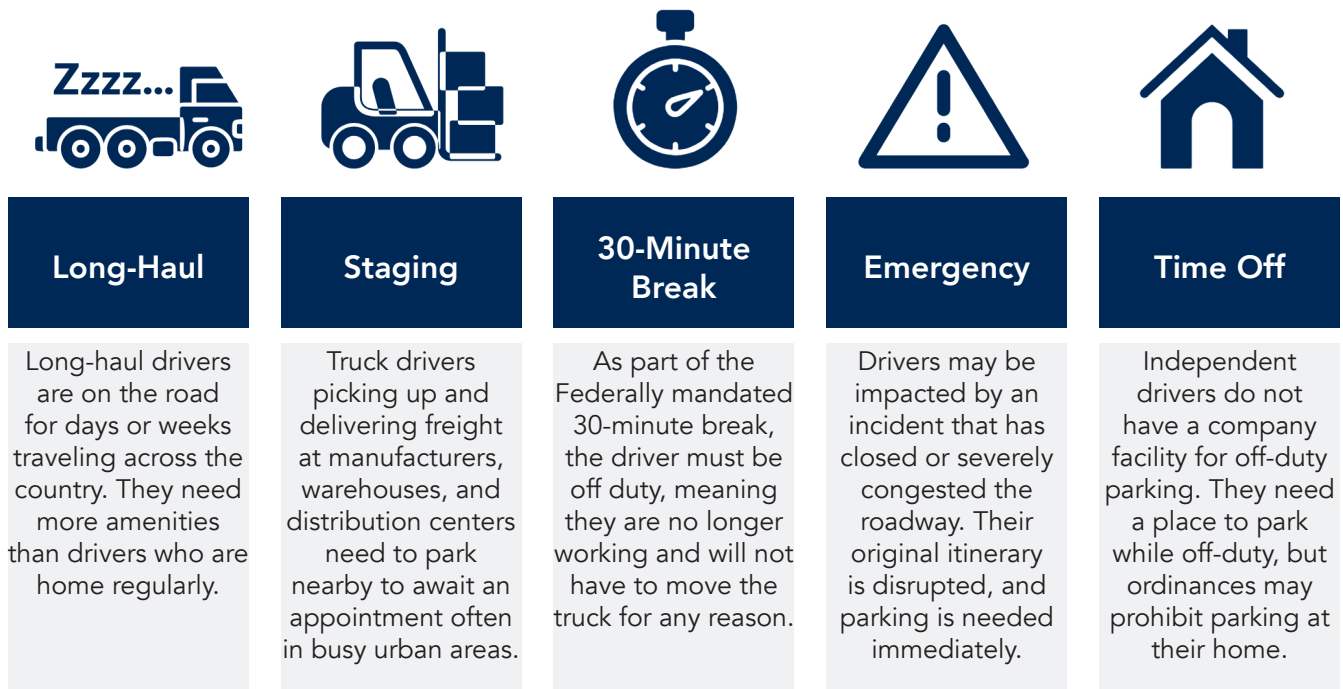 Zzzz...
Long-Haul
Long-haul drivers
are on the road
for days or weeks
traveling across the
country. They need
more amenities
than drivers who are
home regularly.
Staging
Truck drivers
picking up and
delivering freight
at manufacturers,
warehouses, and
distribution centers
need to park
nearby to await an
appointment often
in busy urban areas.
30-Minute
Break
As part of the
Federally mandated
30-minute break,
the driver must be
off duty, meaning
they are no longer
working and will not
have to move the
truck for any reason.
Emergency
Drivers may be
impacted by an
incident that has
closed or severely
congested the
roadway. Their
original itinerary
is disrupted, and
parking is needed
immediately.
Time Off
Independent
drivers do not
have a company
facility for off-duty
parking. They need
a place to park
while off-duty, but
ordinances may
prohibit parking at
their home.